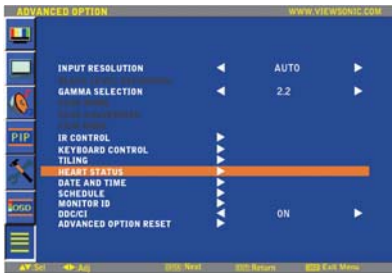 ADVANCED OPTION WWW.VIEWSONIC.COM
INPUT RESOLUTION AUTO
GAMMA SELECTION 2.2
IR CONTROL
KEYBOARD CONTROL
TILING
HEART STATUS
DATE AND TIME
SCHEDULE
MONITOR ID
DDC/CI ON
ADVANCED OPTION RESET
PIP
OSD
Sel Adj Next Return Exit Menu